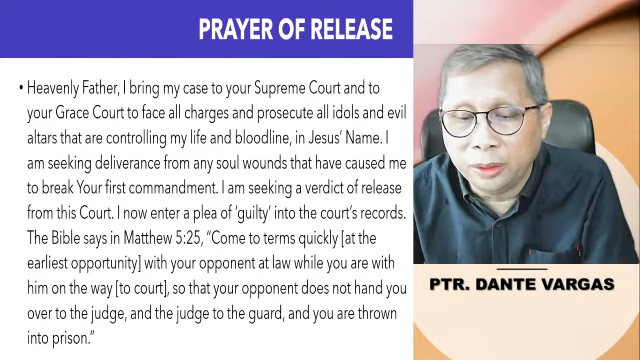 PRAYER OF RELEASE
• Heavenly Father, I bring my case to your Supreme Court and to
your Grace Court to face all charges and prosecute all idols and evil
altars that are controlling my life and bloodline, in Jesus’ Name. I
am seeking deliverance from any soul wounds that have caused me
to break Your first commandment. I am seeking a verdict of release
from this Court. I now enter a plea of ‘guilty’ into the court’s records.
The Bible says in Matthew 5:25, “Come to terms quickly [at the
earliest opportunity] with your opponent at law while you are with
him on the way [to court], so that your opponent does not hand you
over to the judge, and the judge to the guard, and you are thrown
into prison.”
PTR. DANTE VARGAS